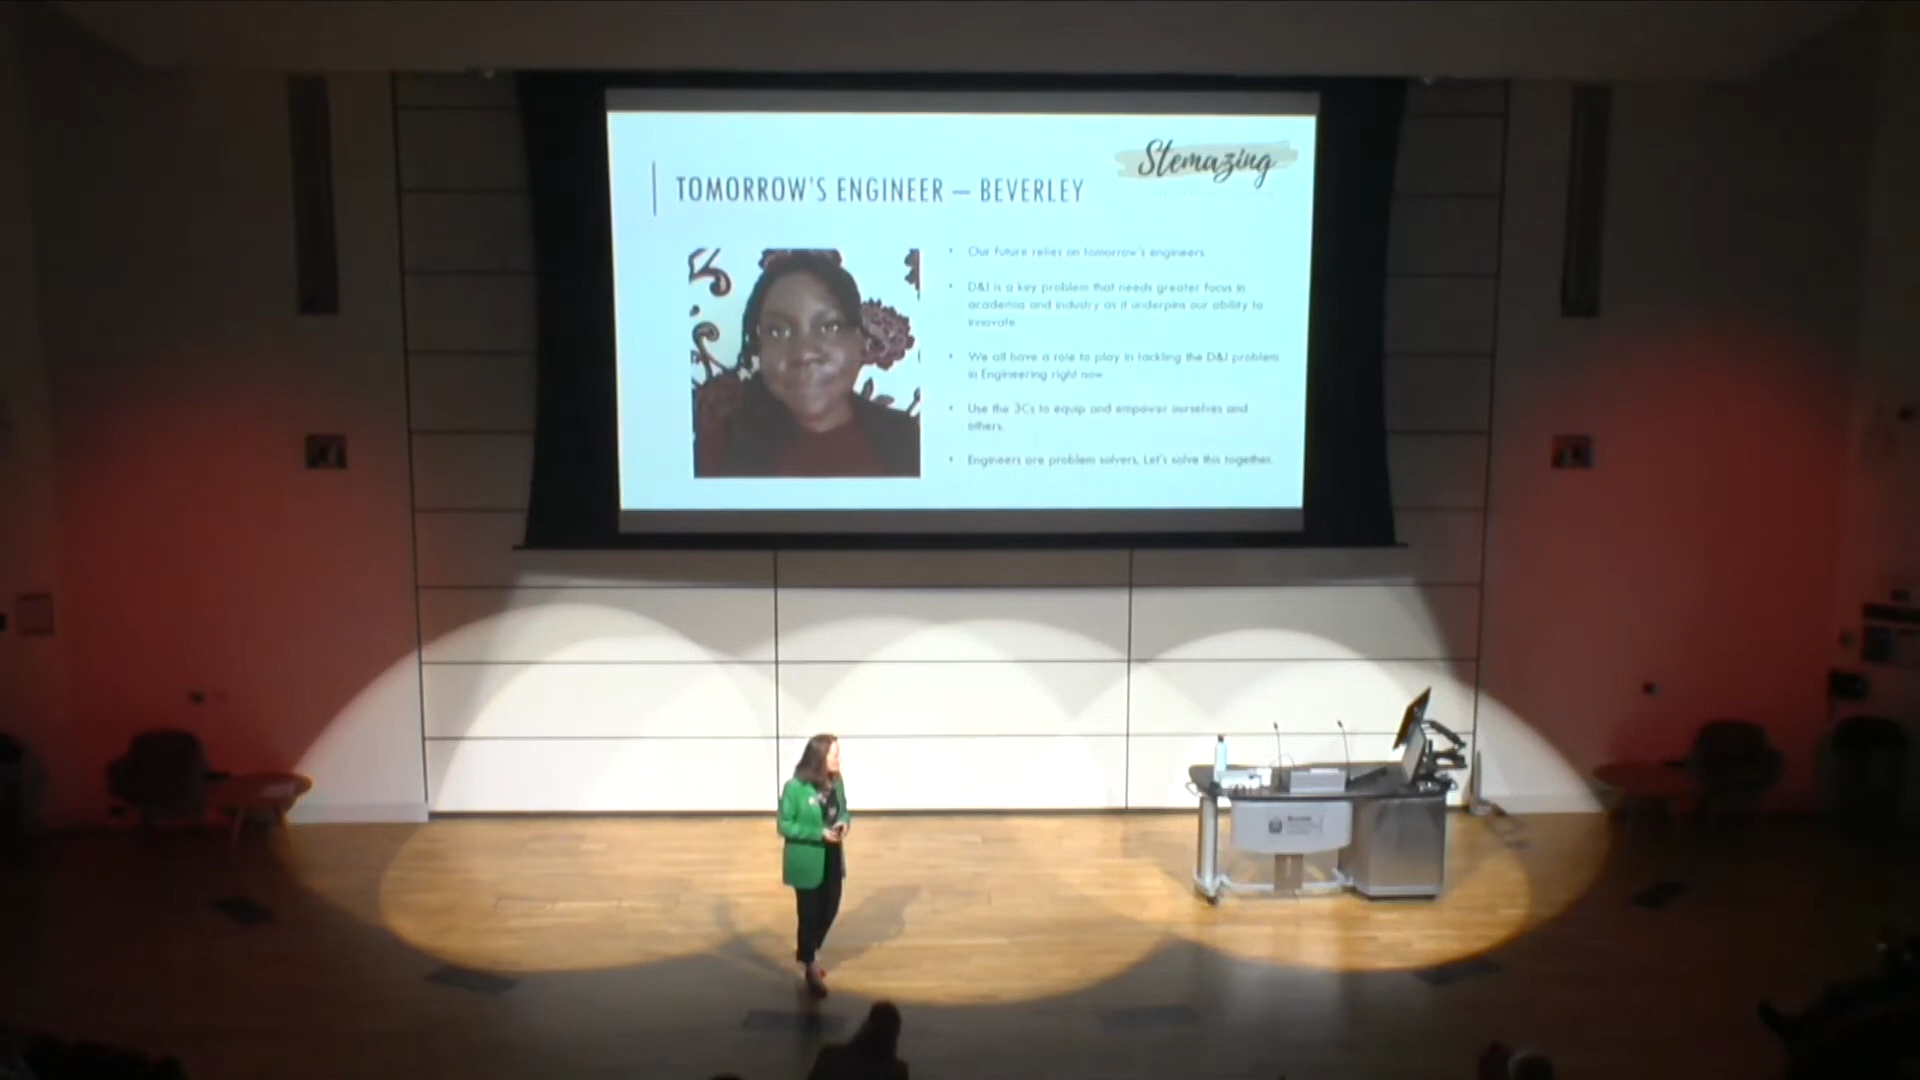 Stemazing
TOMORROW'S ENGINEER – BEVERLEY
• Our future relies on tomorrow's engineers.
• D&I is a key problem that needs greater focus in
academia and industry as it underpins our ability to
innovate.
• We all have a role to play in tackling the D&I problem
in Engineering right now.
• Use the 3Cs to equip and empower ourselves and
others.
• Engineers are problem solvers, Let's solve this together.